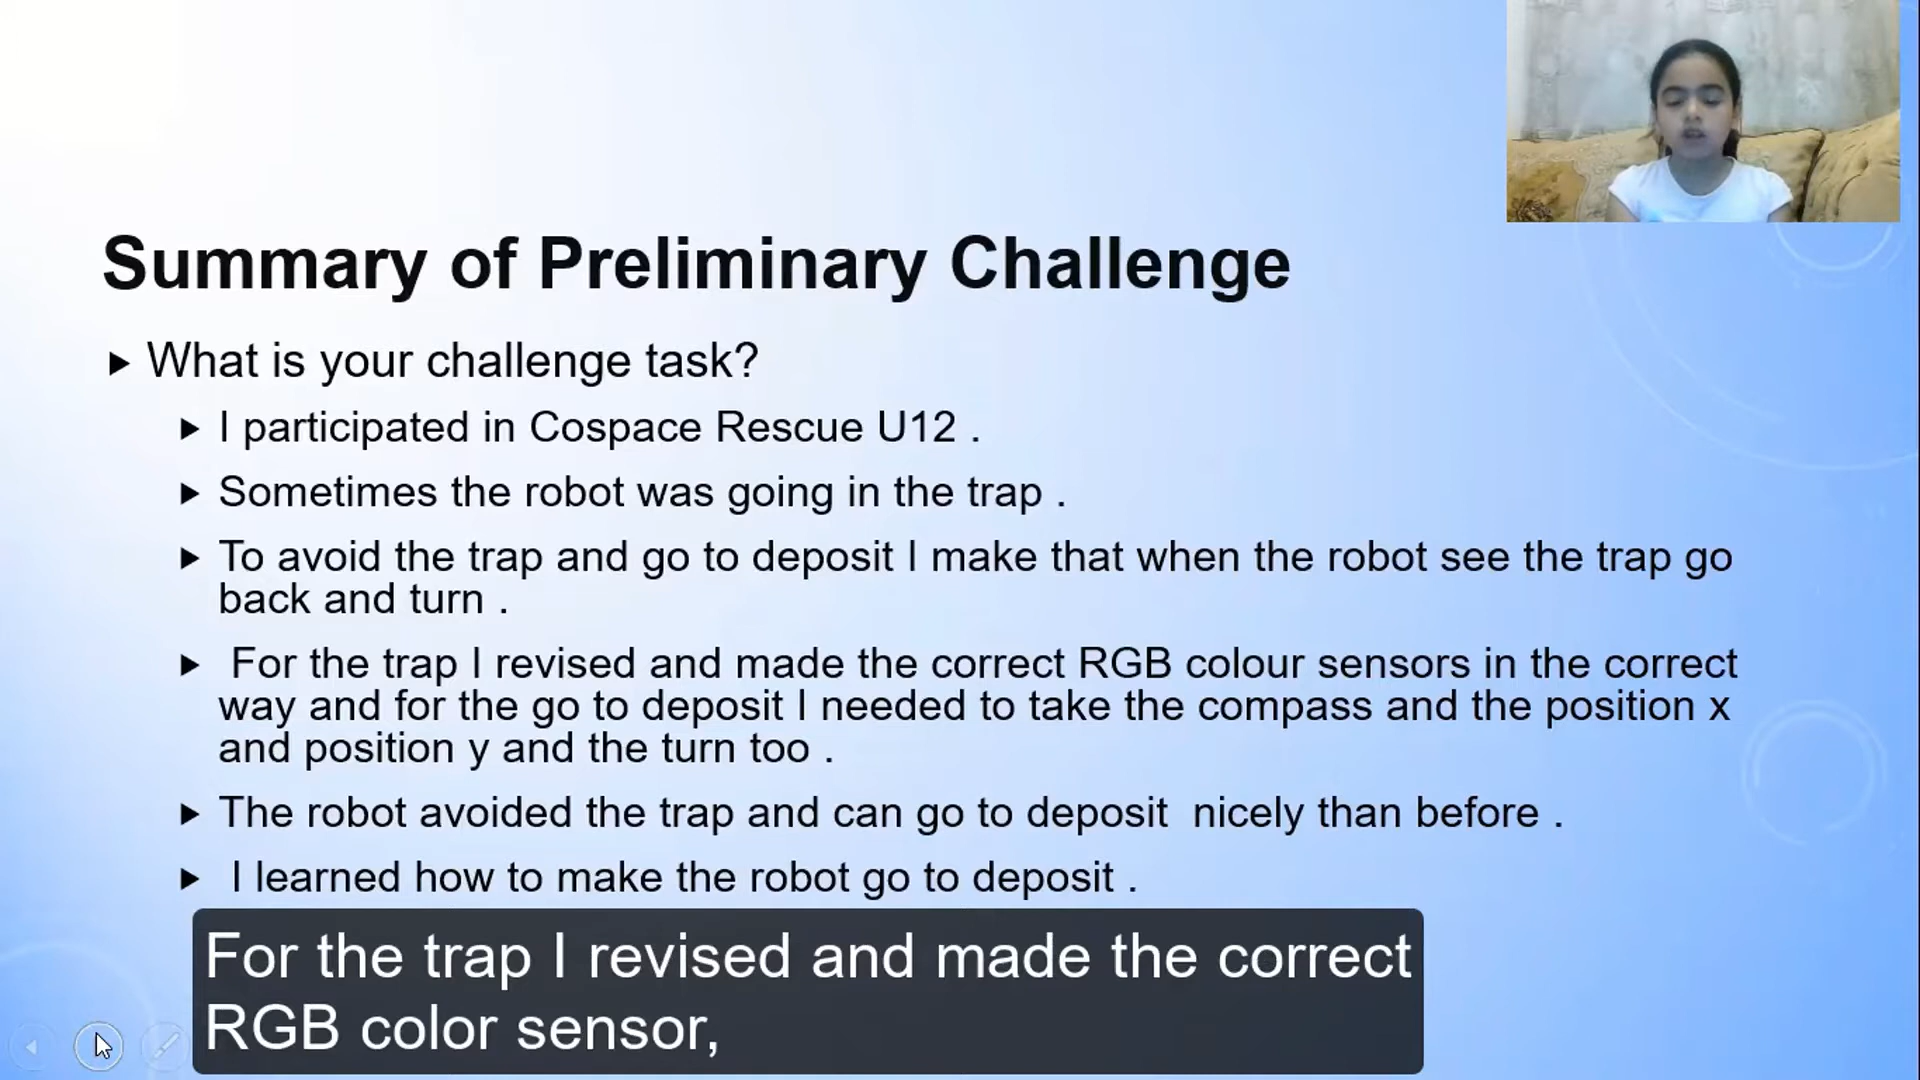 Summary of Preliminary Challenge
What is your challenge task?
I participated in Cospace Rescue U12 .
Sometimes the robot was going in the trap .
To avoid the trap and go to deposit I make that when the robot see the trap go
back and turn .
For the trap I revised and made the correct RGB colour sensors in the correct
way and for the go to deposit I needed to take the compass and the position x
and position y and the turn too .
The robot avoided the trap and can go to deposit  nicely than before .
I learned how to make the robot go to deposit .
For the trap I revised and made the correct
RGB color sensor,